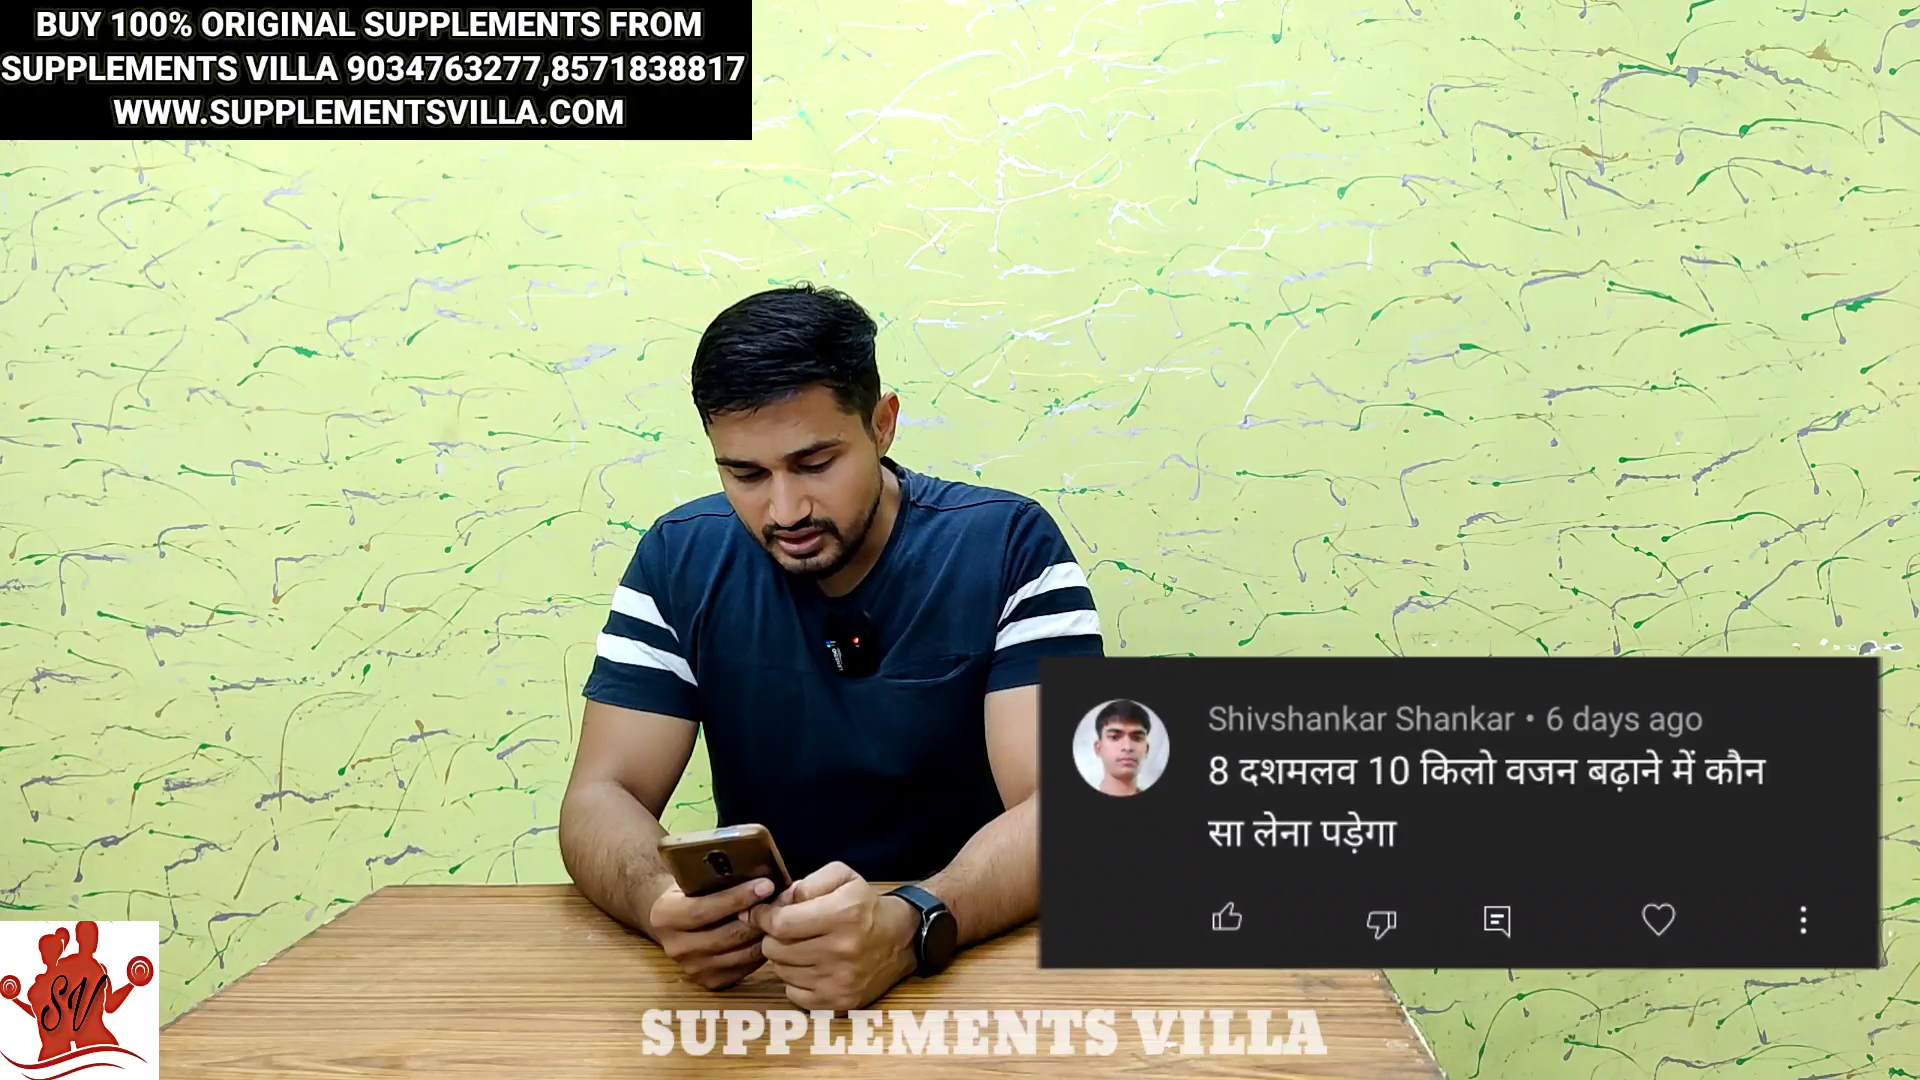 BUY 100% ORIGINAL SUPPLEMENTS FROM
SUPPLEMENTS VILLA 9034763277,8571838817
WWW.SUPPLEMENTSVILLA.COM
Shivshankar Shankar • 6 days ago
8 दशमलव 10 किलो वजन बढ़ाने में कौन
सा लेना पड़ेगा
SV
SUPPLEMENTS VILLA